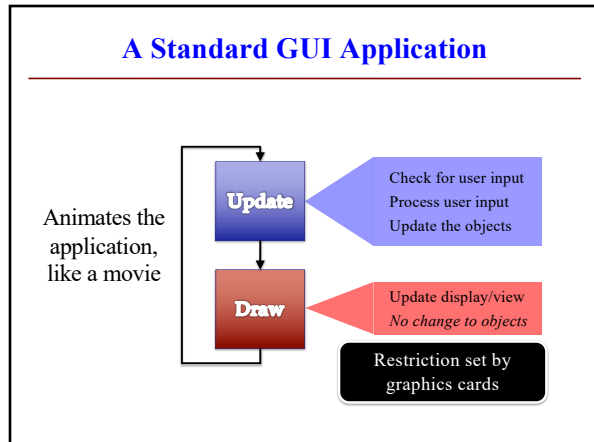 A Standard GUI Application
Animates the
application,
like a movie
Update
Check for user input
Process user input
Update the objects
Draw
Update display/view
No change to objects
Restriction set by
graphics cards